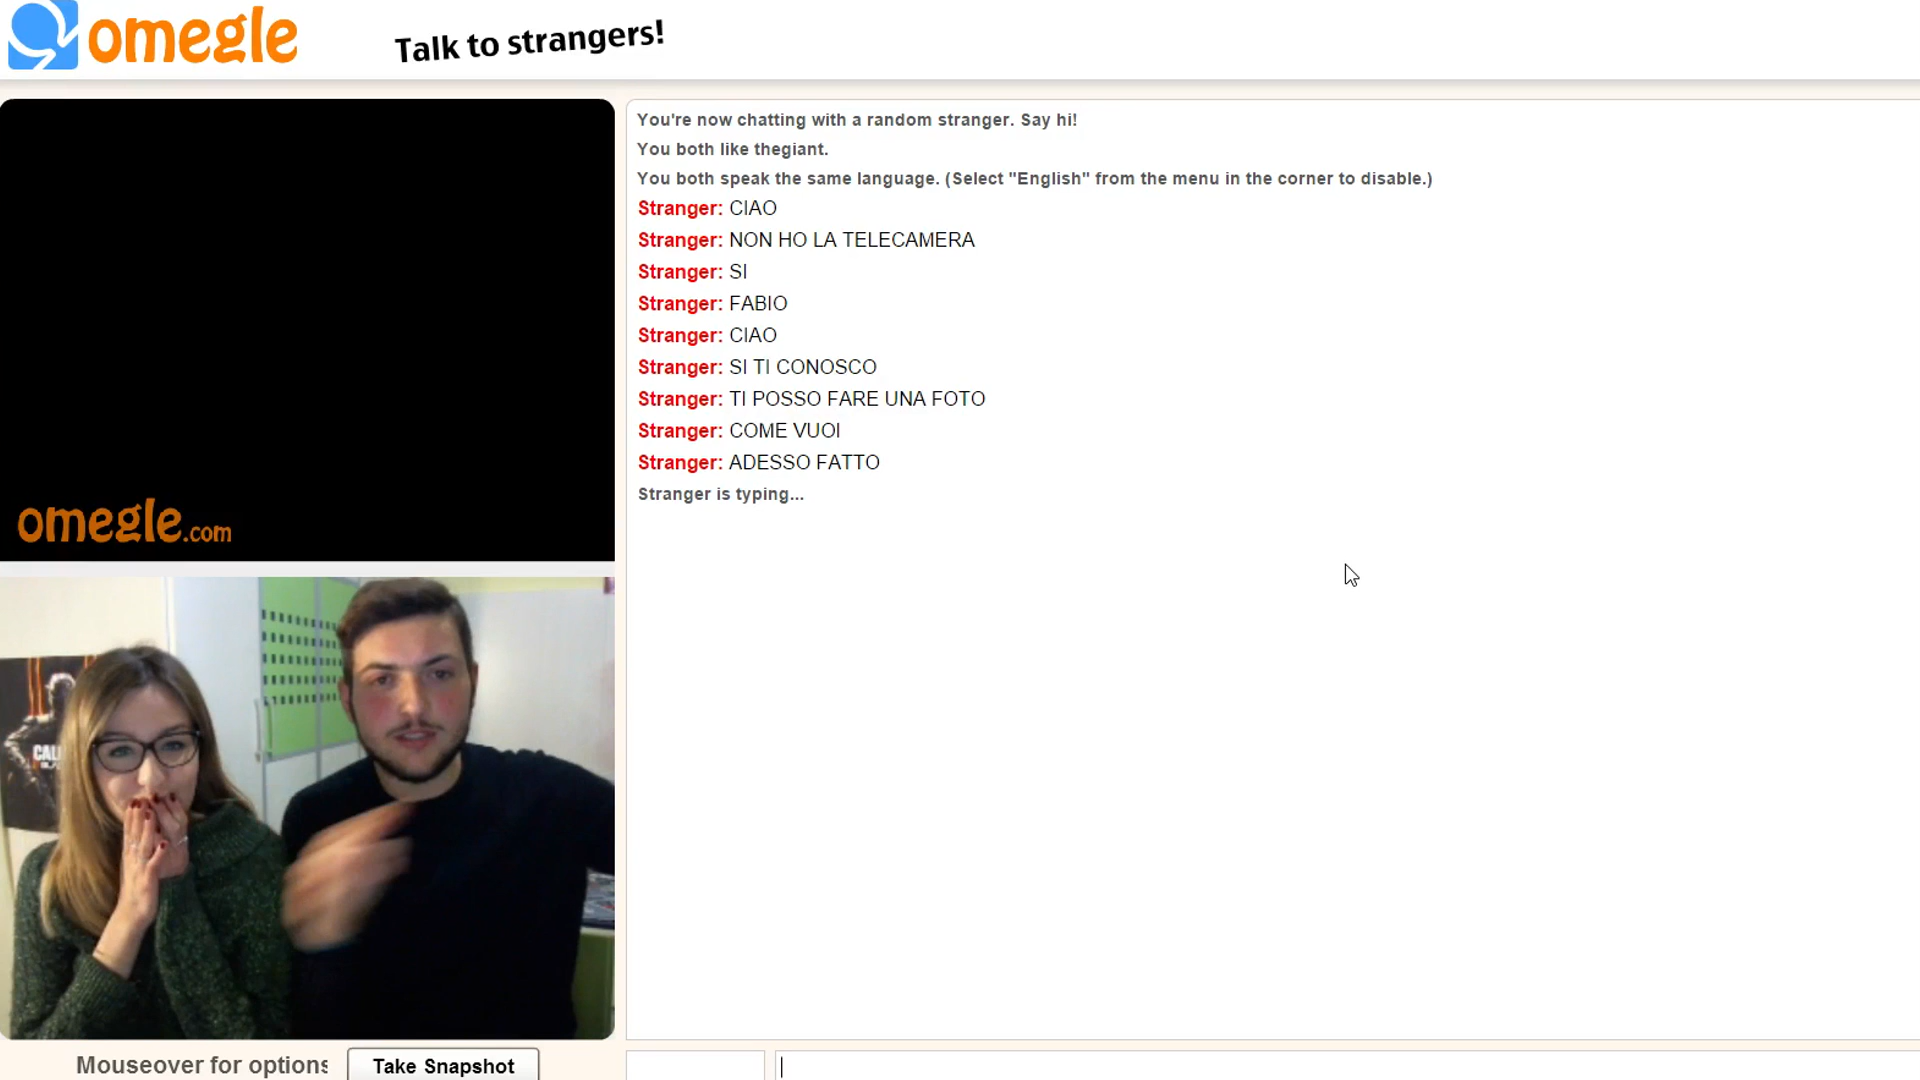 omegle
Talk to strangers!
You're now chatting with a random stranger. Say hi!
You both like thegiant.
You both speak the same language. (Select "English" from the menu in the corner to disable.)
Stranger: CIAO
Stranger: NON HO LA TELECAMERA
Stranger: SI
Stranger: FABIO
Stranger: CIAO
Stranger: SI TI CONOSCO
Stranger: TI POSSO FARE UNA FOTO
Stranger: COME VUOI
Stranger: ADESSO FATTO
Stranger is typing...
omegle.com
CALL
Mouseover for options
Take Snapshot